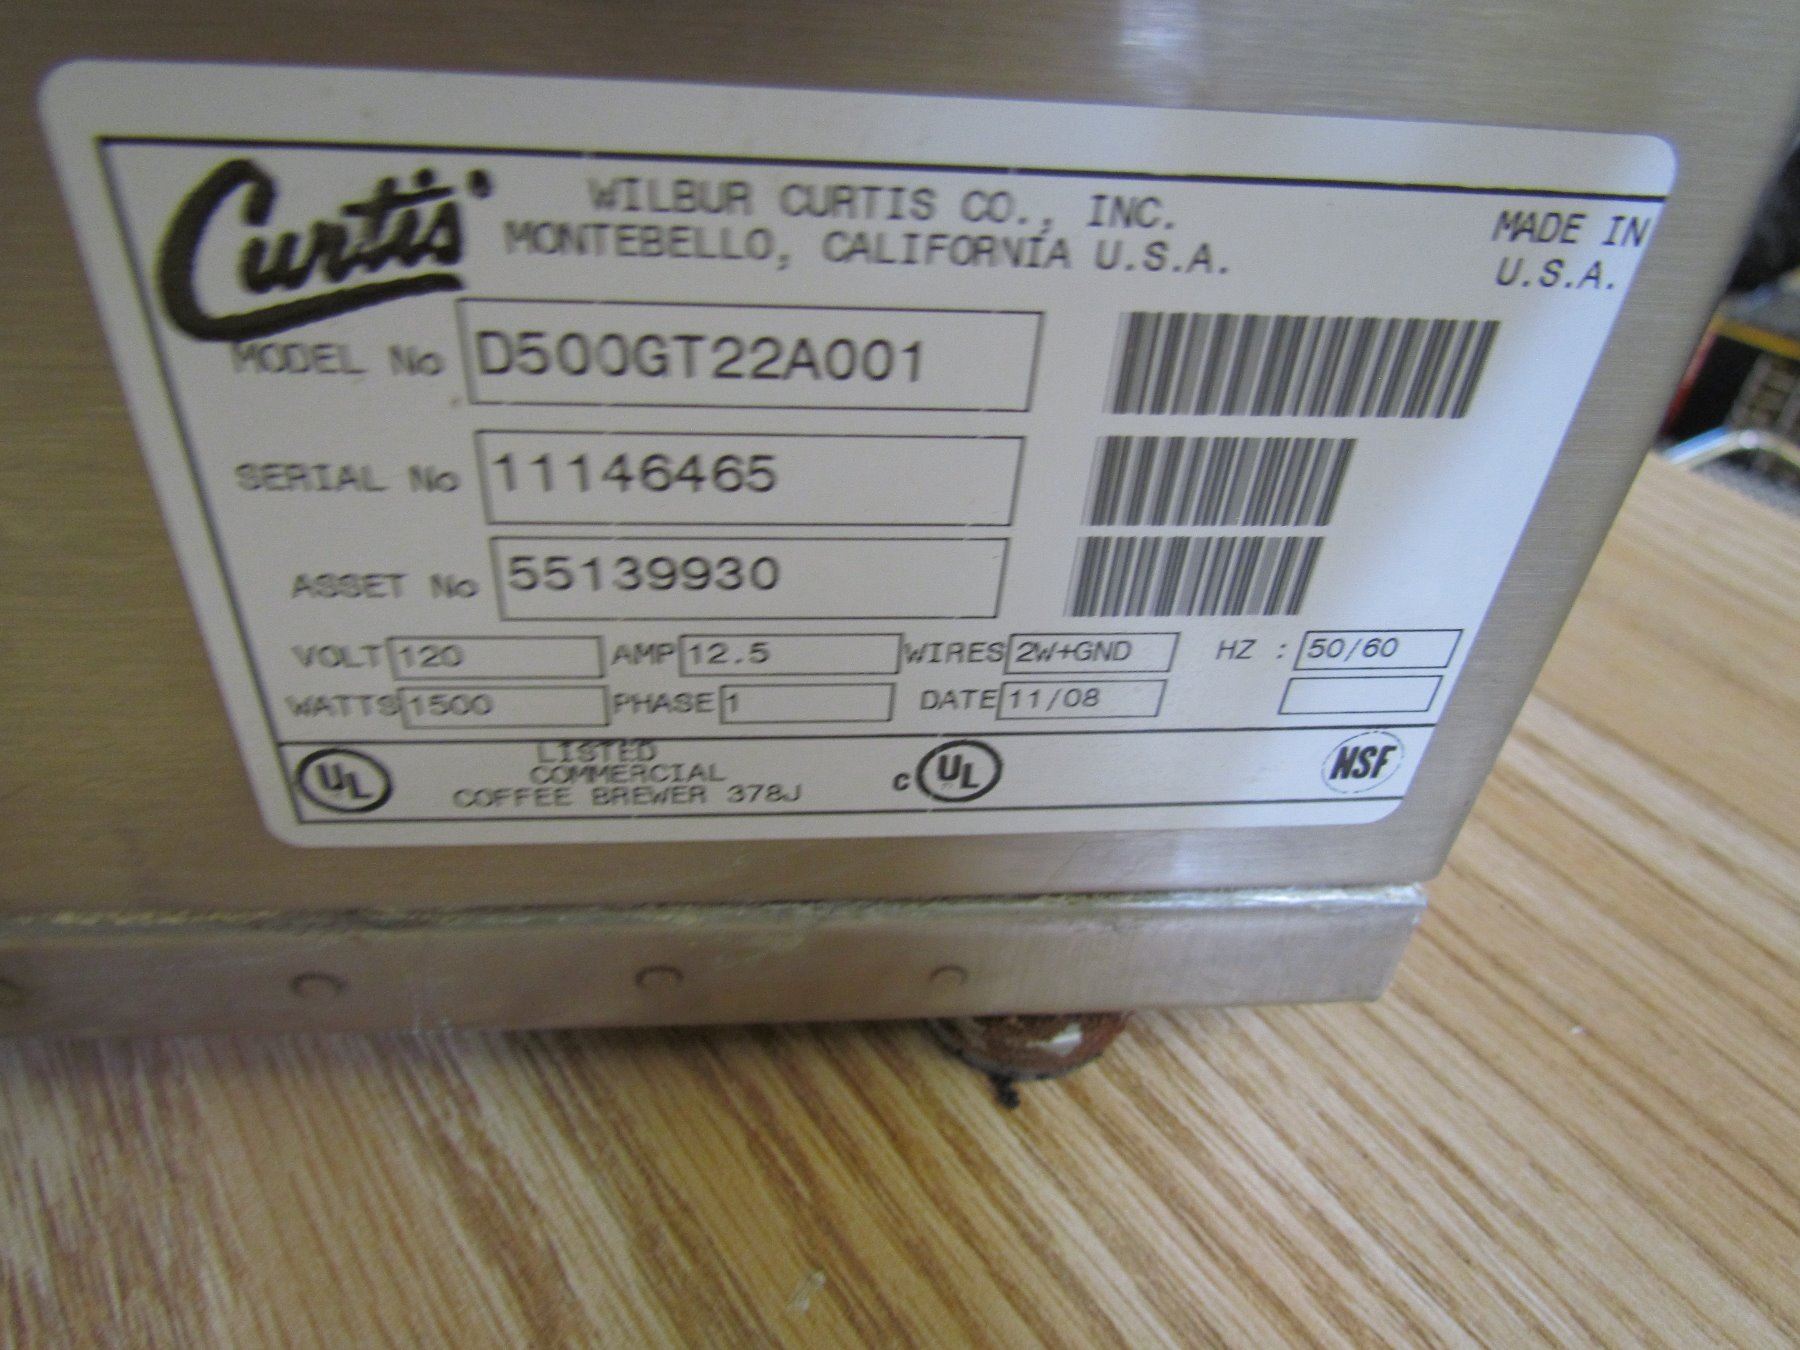 Curtis
WILBUR CURTIS CO., INC.
MONTEBELLO, CALIFORNIA U.S.A.
MADE IN
U.S.A.
MODEL No D500GT22A001
SERIAL No 11146465
ASSET No 55139930
VOLT 120 AMP 12.5 WIRES 2W+GND HZ : 50/60
WATTS 1500 PHASE 1 DATE 11/08
UL
LISTED
COMMERCIAL
COFFEE BREWER 378J
c UL
NSF